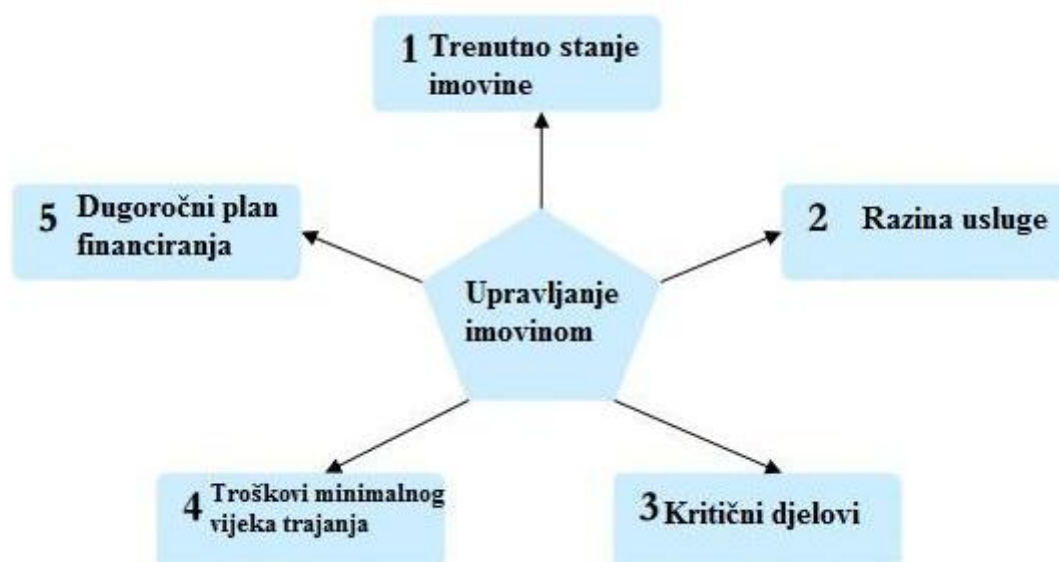 1 Trenutno stanje
imovine
2 Razina usluge
3 Kritični djelovi
4 Troškovi minimalnog
vijeka trajanja
5 Dugoročni plan
financiranja
Upravljanje
imovinom